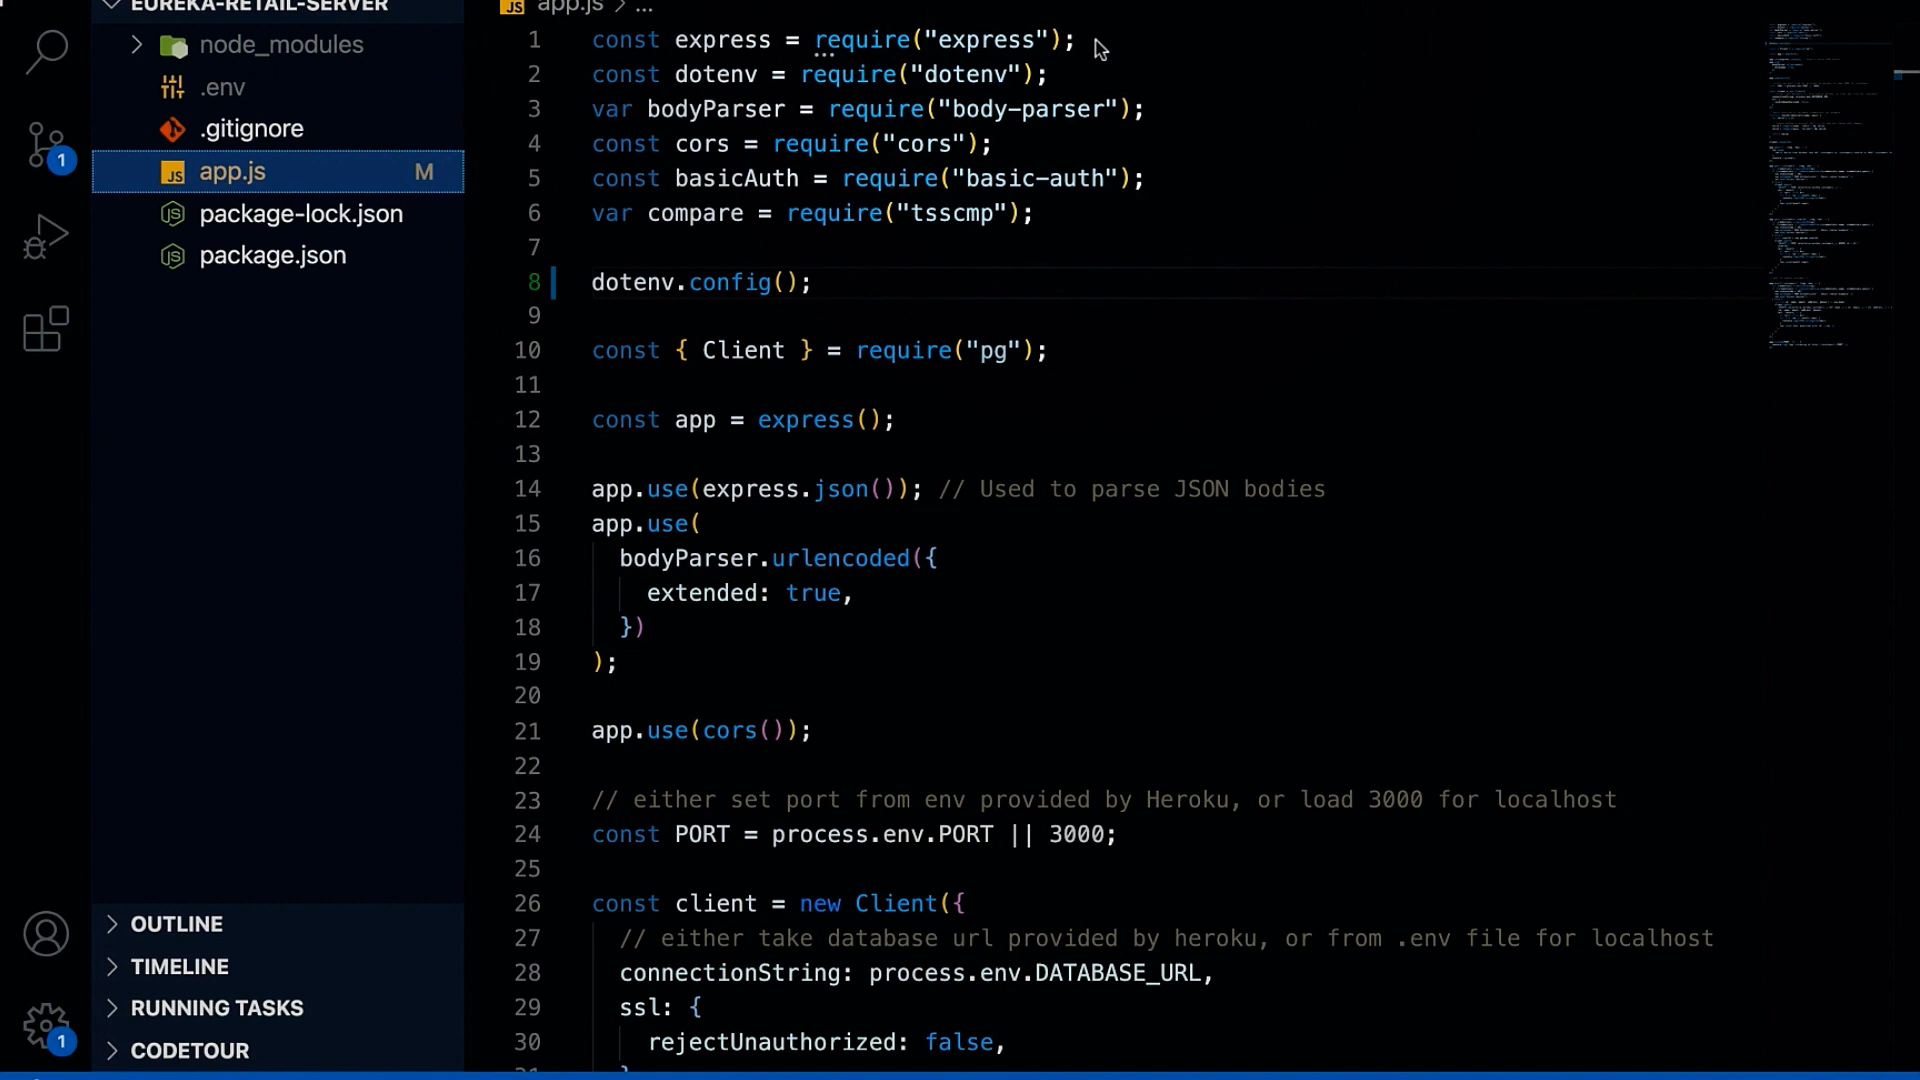 EUREKA-RETAIL-SERVER
node_modules
.env
.gitignore
app.js M
package-lock.json
package.json
1
OUTLINE
TIMELINE
RUNNING TASKS
CODETOUR
1
JS app.js > ...
1 const express = require("express");
2 const dotenv = require("dotenv");
3 var bodyParser = require("body-parser");
4 const cors = require("cors");
5 const basicAuth = require("basic-auth");
6 var compare = require("tsscmp");
7
8 dotenv.config();
9
10 const { Client } = require("pg");
11
12 const app = express();
13
14 app.use(express.json()); // Used to parse JSON bodies
15 app.use(
16 bodyParser.urlencoded({
17 extended: true,
18 })
19 );
20
21 app.use(cors());
22
23 // either set port from env provided by Heroku, or load 3000 for localhost
24 const PORT = process.env.PORT || 3000;
25
26 const client = new Client({
27 // either take database url provided by heroku, or from .env file for localhost
28 connectionString: process.env.DATABASE_URL,
29 ssl: {
30 rejectUnauthorized: false,